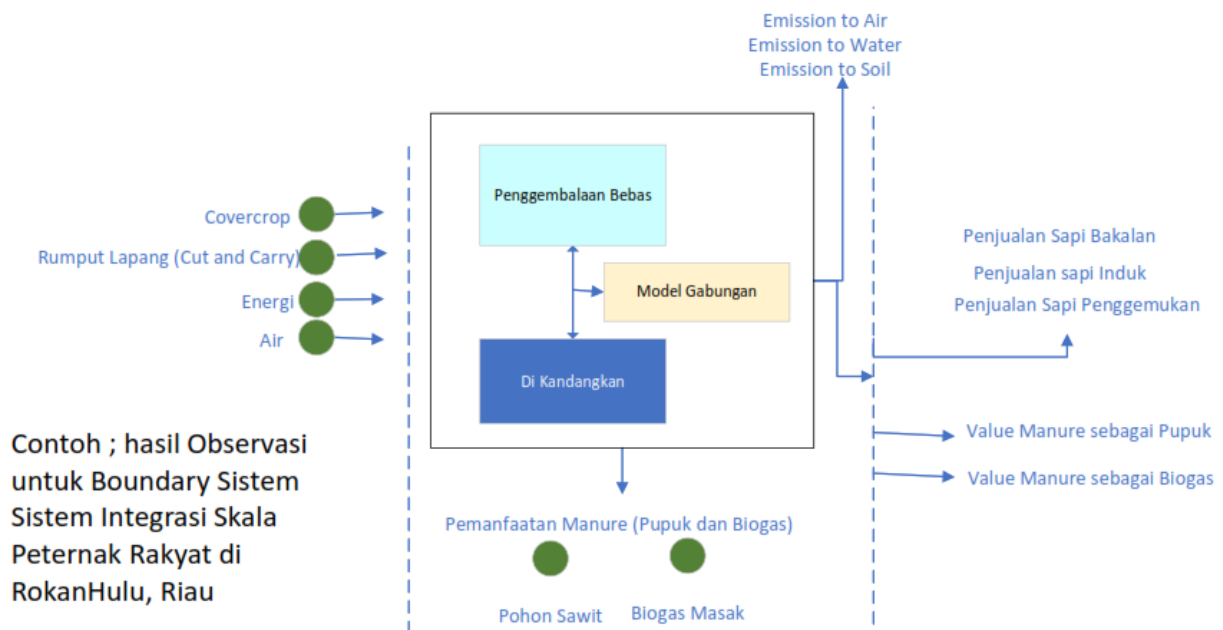 Emission to Air
Emission to Water
Emission to Soil
Penggembalaan Bebas
Covercrop
Rumput Lapang (Cut and Carry)
Energi
Air
Model Gabungan
Di Kandangkan
Penjualan Sapi Bakalan
Penjualan sapi Induk
Penjualan Sapi Penggemukan
Value Manure sebagai Pupuk
Value Manure sebagai Biogas
Contoh ; hasil Observasi
untuk Boundary Sistem
Sistem Integrasi Skala
Peternak Rakyat di
RokanHulu, Riau
Pemanfaatan Manure (Pupuk dan Biogas)
Pohon Sawit
Biogas Masak